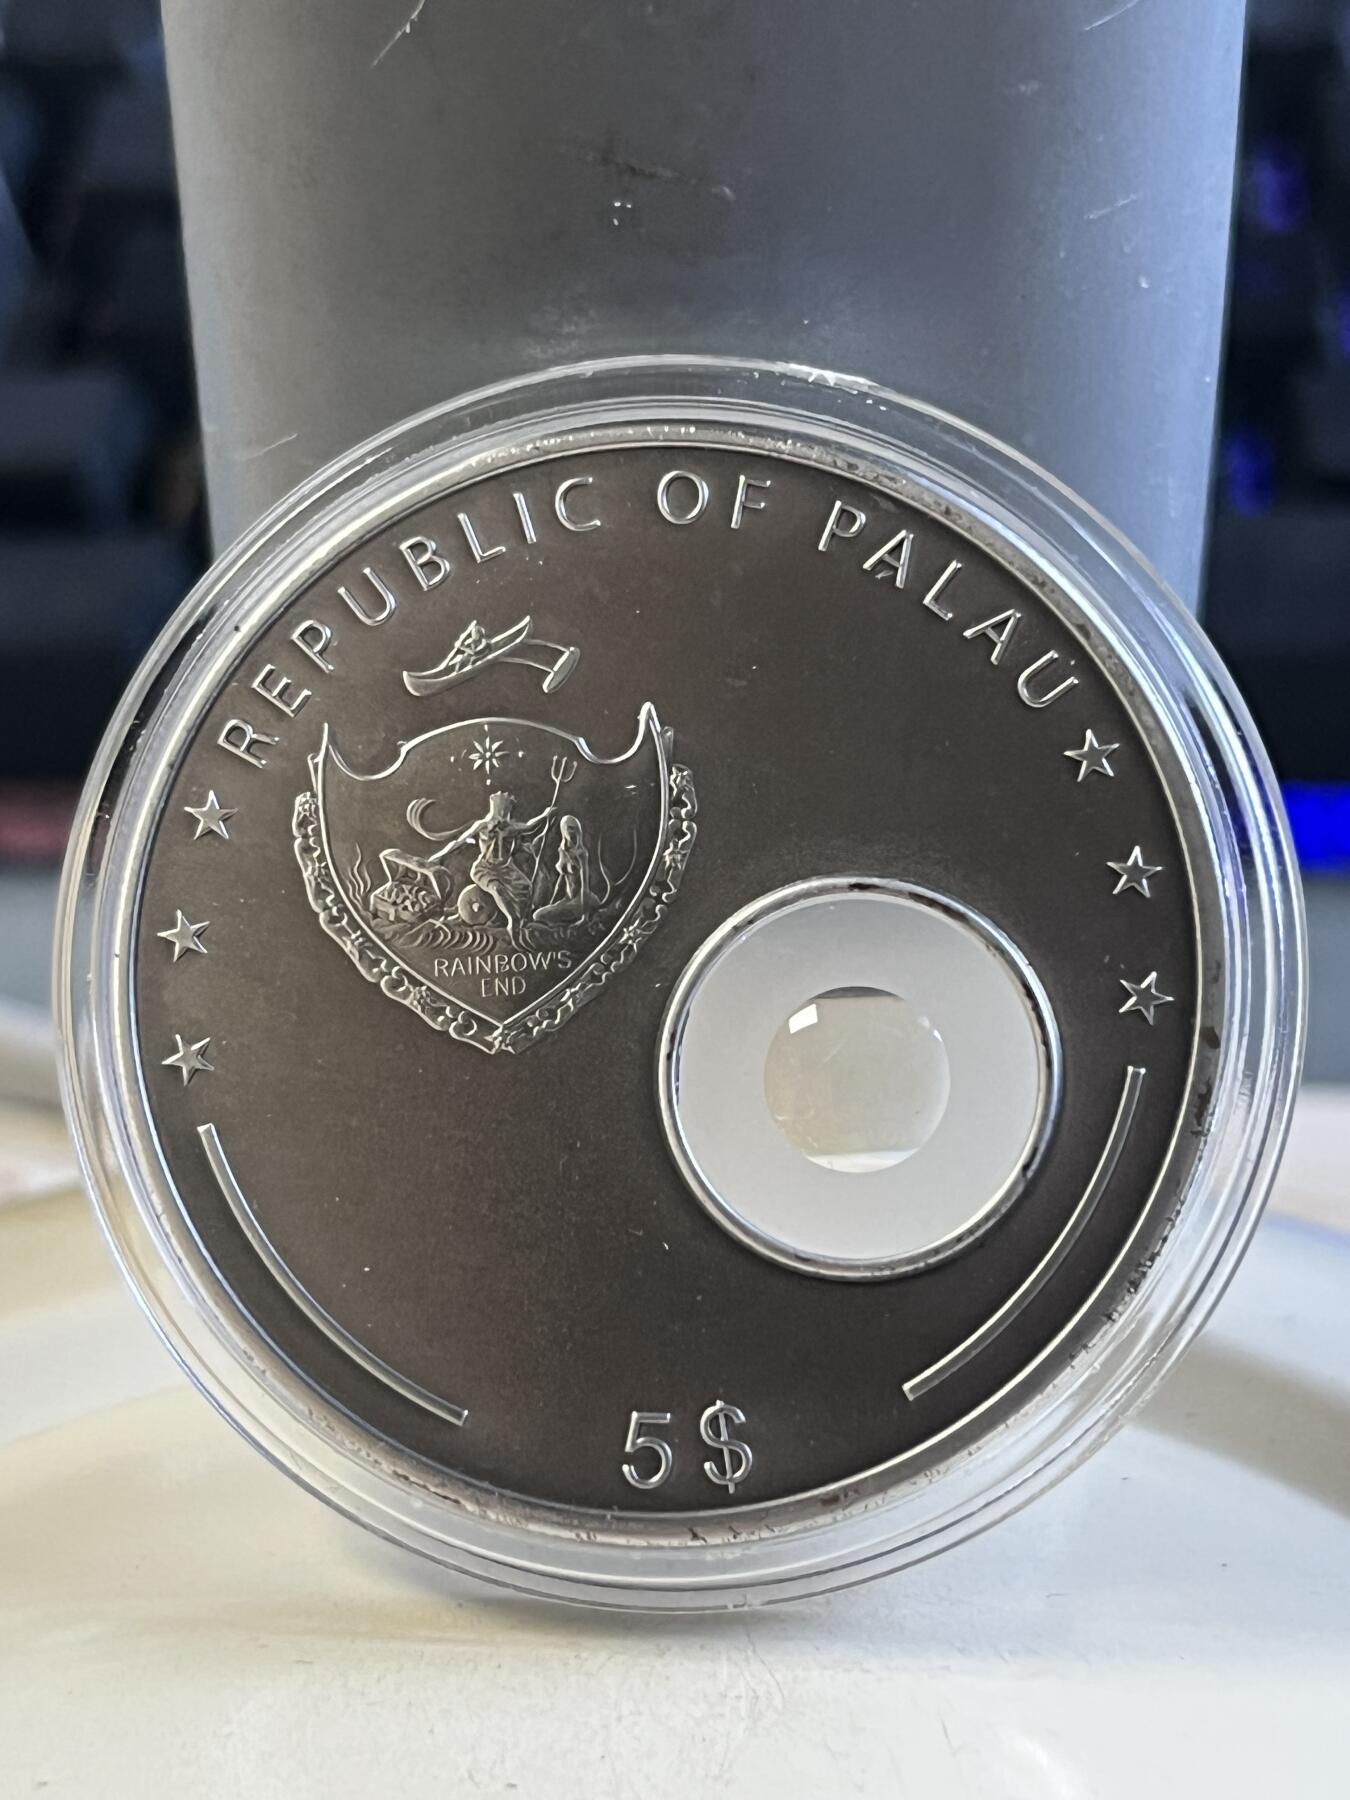 REPUBLIC OF PALAU
RAINBOW'S
END
5$